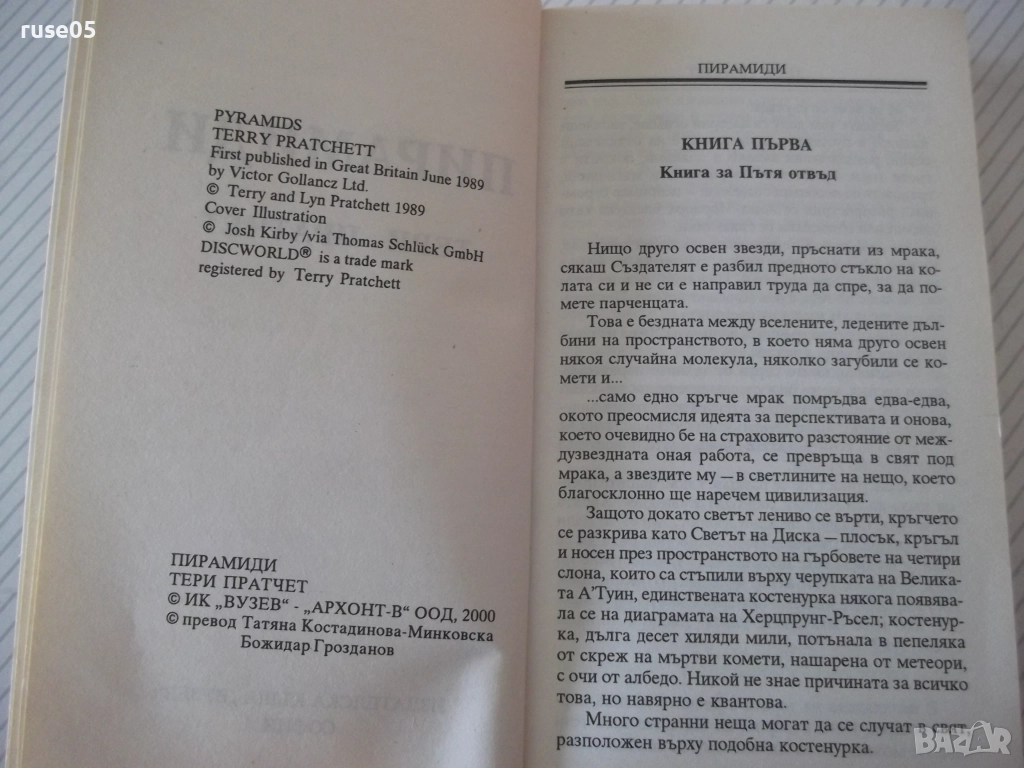 ruse05
PYRAMIDS
TERRY PRATCHETT
First published in Great Britain June 1989
by Victor Gollancz Ltd.
© Terry and Lyn Pratchett 1989
Cover Illustration
© Josh Kirby /via Thomas Schlück GmbH
DISCWORLD® is a trade mark
registered by Terry Pratchett
ПИРАМИДИ
ТЕРИ ПРАТЧЕТ
© ИК „ВУЗЕВ“ - „АРХОНТ-В“ ООД, 2000
© превод Татяна Костадинова-Минковска
Божидар Грозданов
ПИРАМИДИ
КНИГА ПЪРВА
Книга за Пътя отвъд
Нищо друго освен звезди, пръснати из мрака,
сякаш Създателят е разбил предното стъкло на ко-
лата си и не си е направил труда да спре, за да по-
мете парченцата.
Това е бездната между вселените, ледените дъл-
бини на пространството, в което няма друго освен
някоя случайна молекула, няколко загубили се ко-
мети и...
...само едно кръгче мрак помръдва едва-едва,
окото преосмисля идеята за перспективата и онова,
което очевидно бе на страховито разстояние от меж-
дузвездната оная работа, се превръща в свят под
мрака, а звездите му – в светлините на нещо, което
благосклонно ще наречем цивилизация.
Защото докато светът лениво се върти, кръгчето
се разкрива като Светът на Диска – плосък, кръгъл
и носен през пространството на гърбовете на четири
слона, които са стъпили върху черупката на Велика-
та А'Туин, единствената костенурка някога появява-
ла се на диаграмата на Херцпрунг-Ръсел; костенур-
ка, дълга десет хиляди мили, потънала в пепеляка
от скреж на мъртви комети, нашарена от метеори,
с очи от албедо. Никой не знае причината за всичко
това, но навярно е квантова.
Много странни неща могат да се случат в свят
разположен върху подобна костенурка.
BAZAR